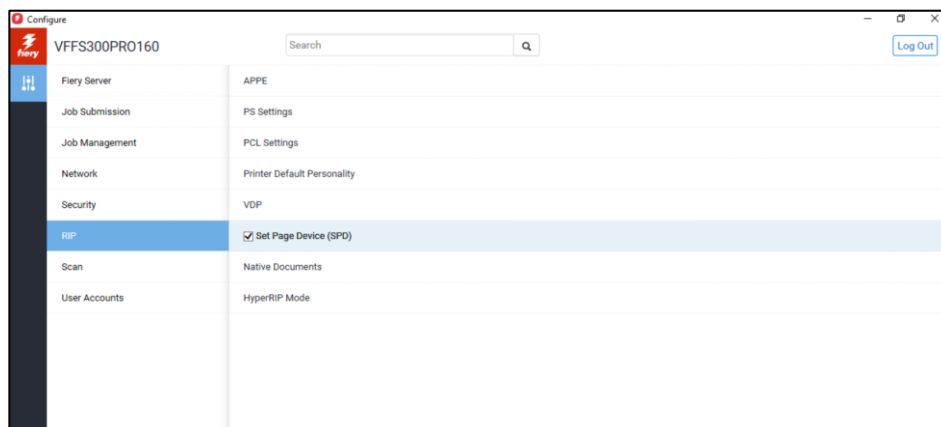 Configure
fiery
VFFS300PRO160
Search
Log Out
Fiery Server
Job Submission
Job Management
Network
Security
RIP
Scan
User Accounts
APPE
PS Settings
PCL Settings
Printer Default Personality
VDP
Set Page Device (SPD)
Native Documents
HyperRIP Mode